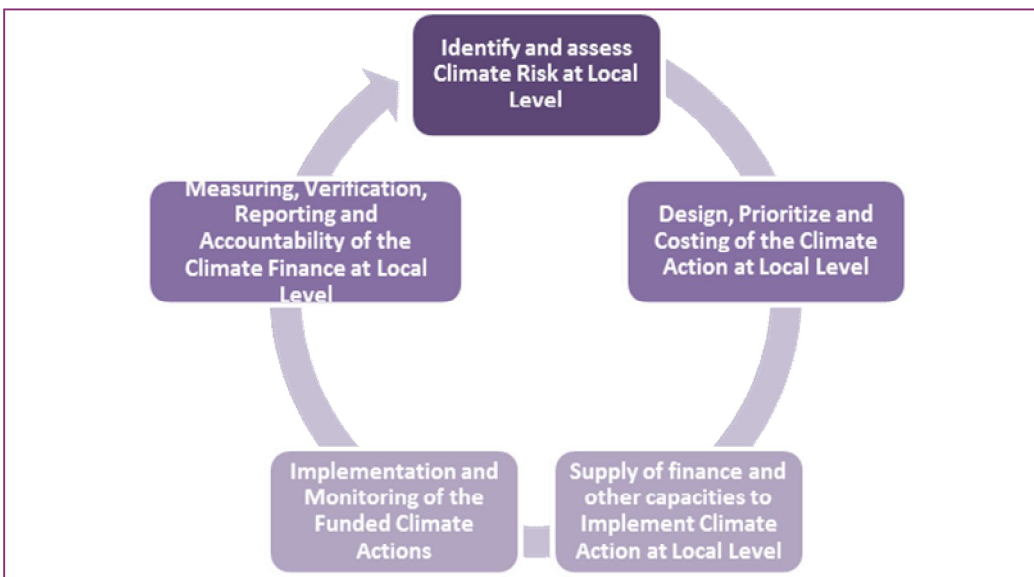 Identify and assess
Climate Risk at Local
Level
Design, Prioritize and
Costing of the Climate
Action at Local Level
Supply of finance and
other capacities to
Implement Climate
Action at Local Level
Implementation and
Monitoring of the
Funded Climate
Actions
Measuring, Verification,
Reporting and
Accountability of the
Climate Finance at Local
Level